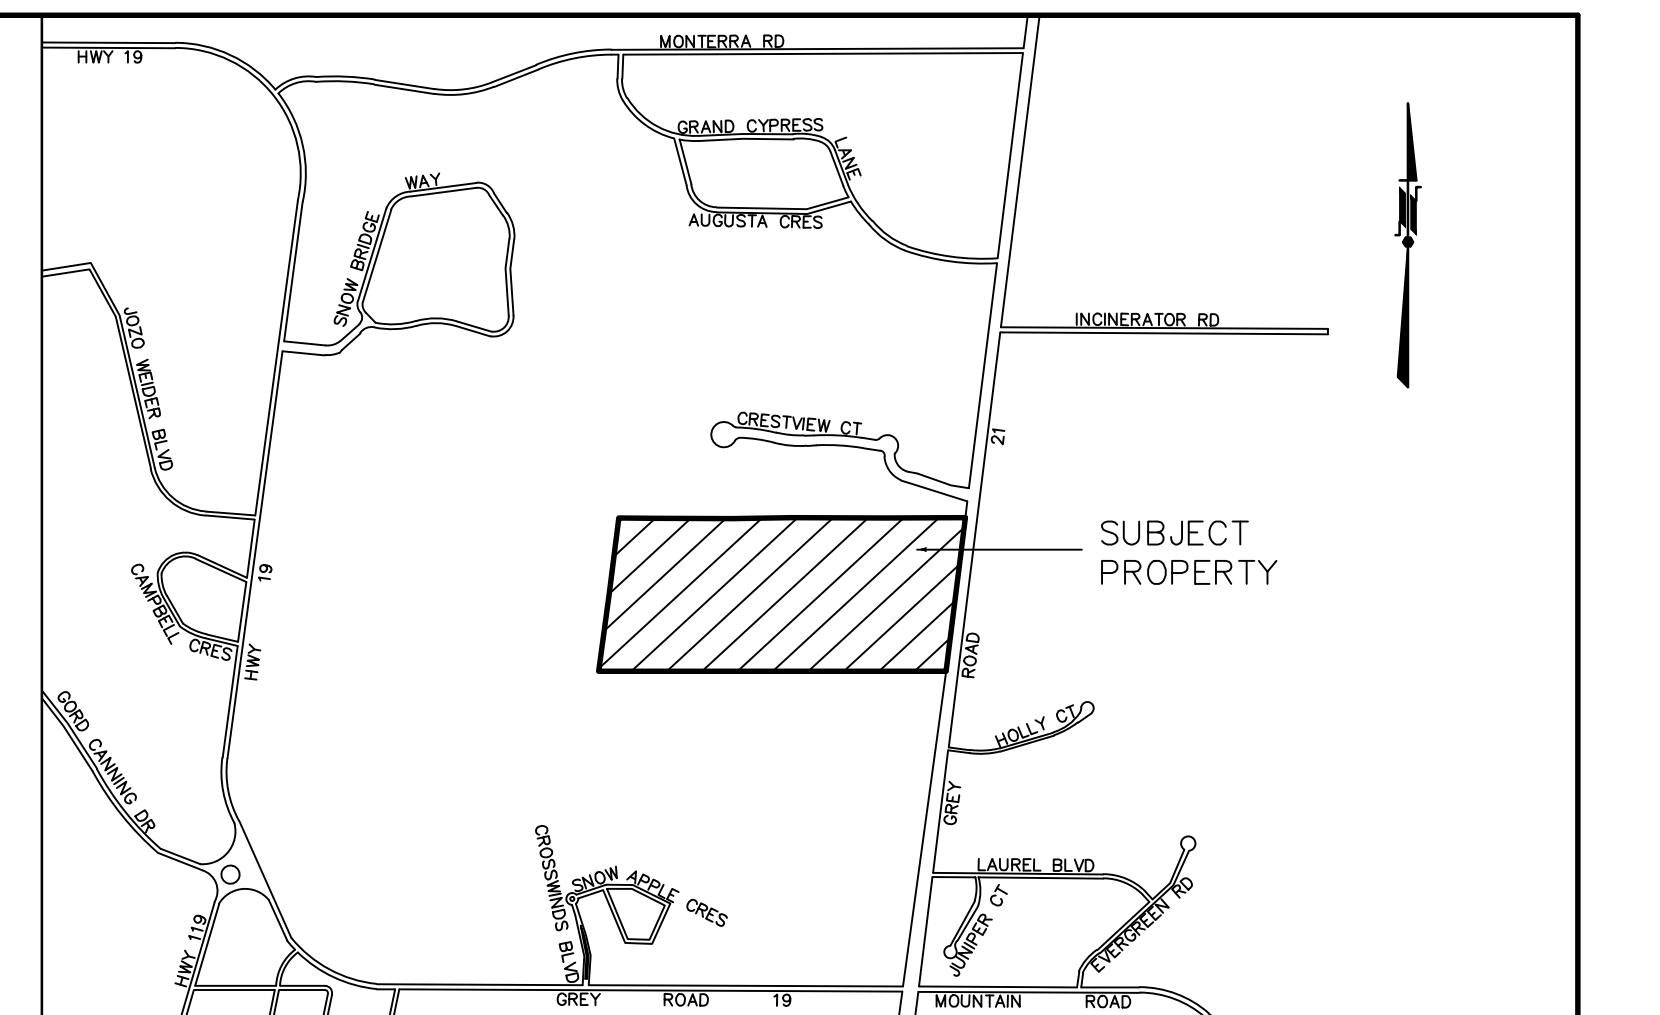 MONTERRA RD
HWY 19
GRAND CYPRESS
LANE
WAY
SNOW BRIDGE
AUGUSTA CRES
N
INCINERATOR RD
JOZO WEIDER BLVD
CRESTVIEW CT
21
SUBJECT
PROPERTY
19
CAMPBELL CRES
HWY
ROAD
GORD CANNING DR
HOLLY CT
GREY
CROSSWINDS BLVD
SNOW APPLE CRES
LAUREL BLVD
JUNIPER CT
EVERGREEN RD
HWY 119
GREY ROAD 19
MOUNTAIN ROAD